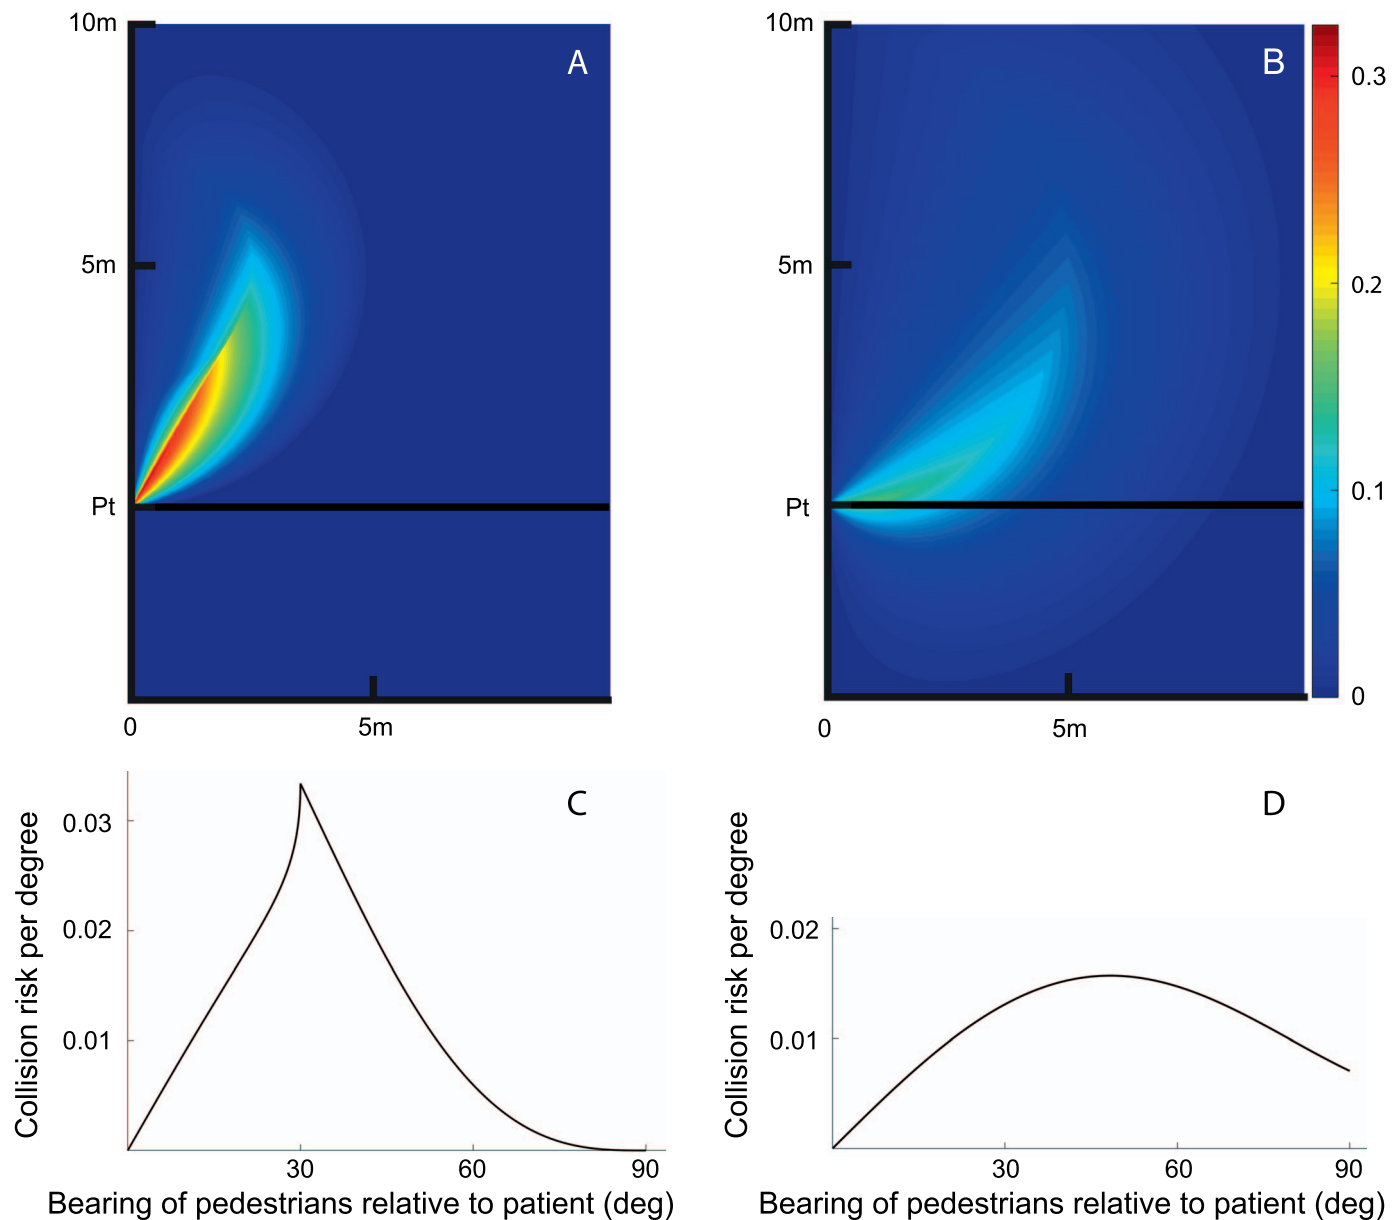 10m
A
5m
Pt
0
5m
10m
B
5m
Pt
0
5m
0.3
0.2
0.1
0
C
Collision risk per degree
0.03
0.02
0.01
30
60
90
Bearing of pedestrians relative to patient (deg)
D
Collision risk per degree
0.02
0.01
30
60
90
Bearing of pedestrians relative to patient (deg)